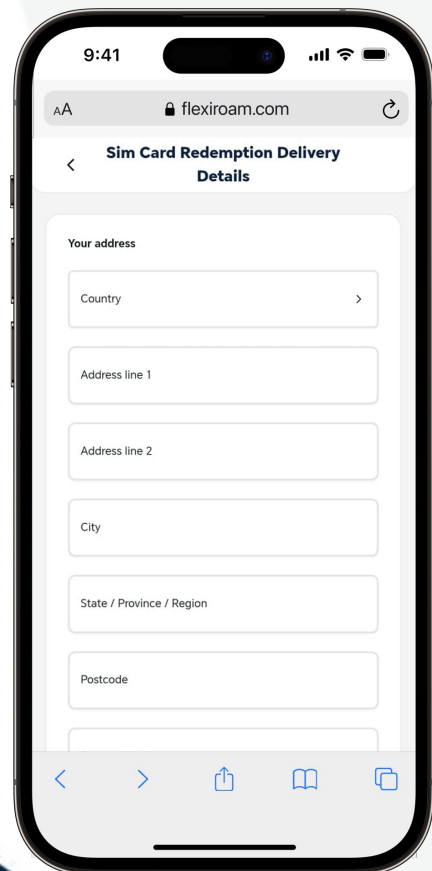 9:41
AA
flexiroam.com
Sim Card Redemption Delivery
Details
Your address
Country
Address line 1
Address line 2
City
State / Province / Region
Postcode